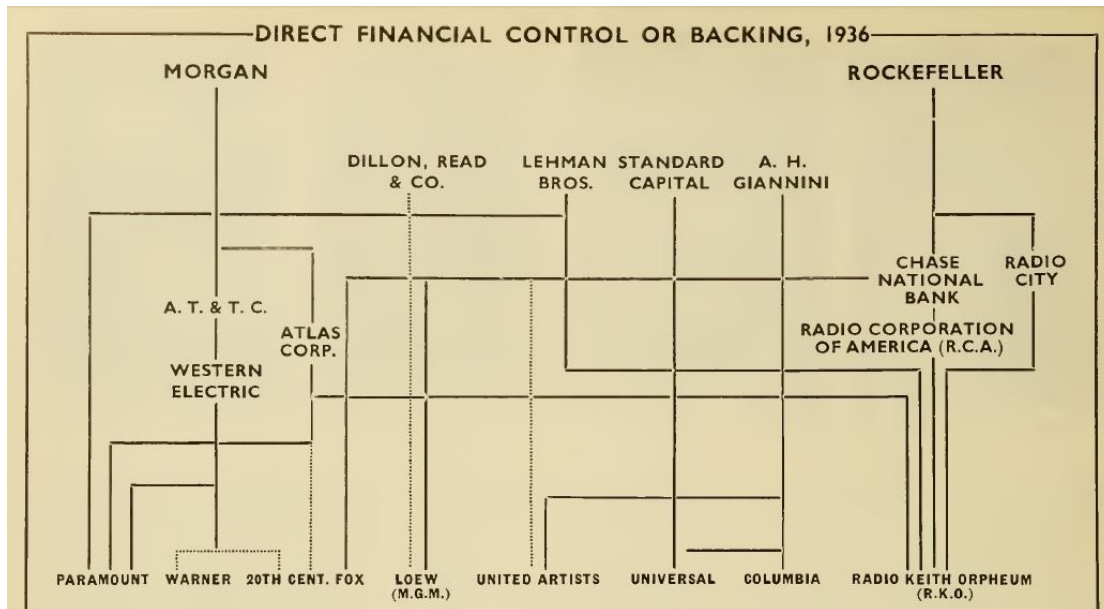 DIRECT FINANCIAL CONTROL OR BACKING, 1936
MORGAN
ROCKEFELLER
DILLON, READ
& CO.
LEHMAN
BROS.
STANDARD
CAPITAL
A. H.
GIANNINI
CHASE
NATIONAL
BANK
RADIO
CITY
A. T. & T. C.
ATLAS
CORP.
RADIO CORPORATION
OF AMERICA (R.C.A.)
WESTERN
ELECTRIC
PARAMOUNT
WARNER
20TH CENT. FOX
LOEW
(M.G.M.)
UNITED ARTISTS
UNIVERSAL
COLUMBIA
RADIO KEITH ORPHEUM
(R.K.O.)